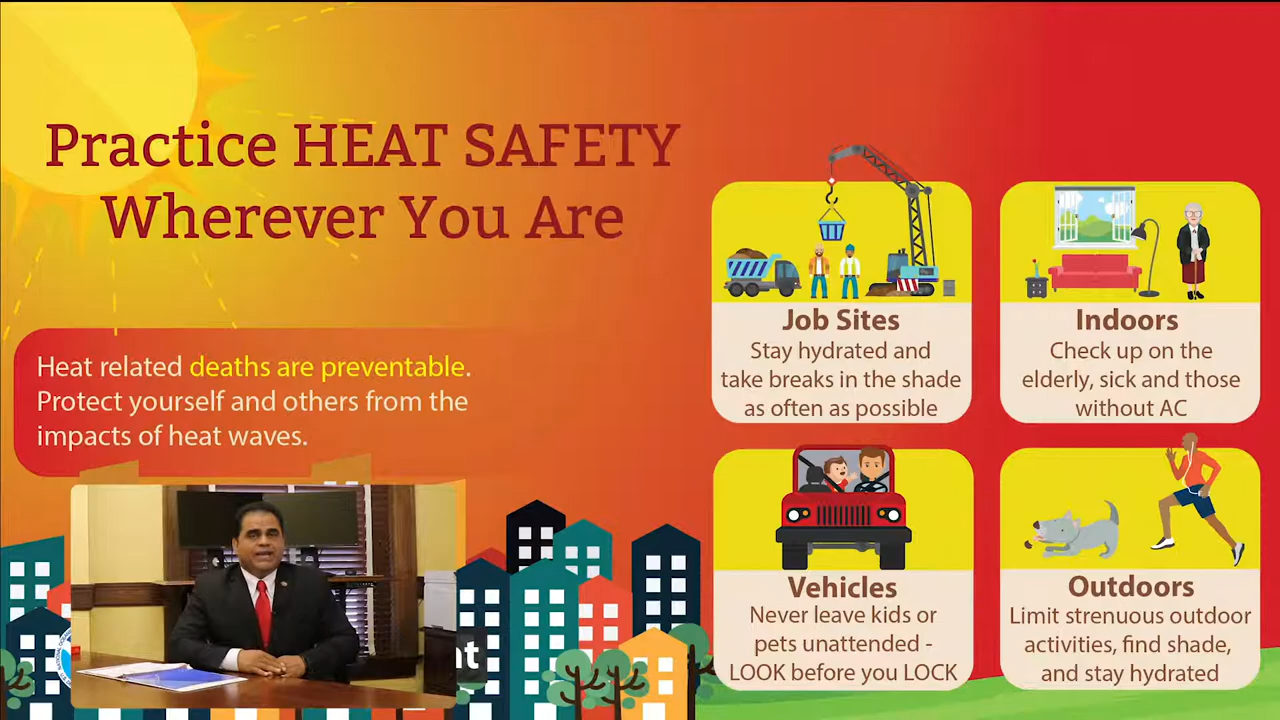 Practice HEAT SAFETY
Wherever You Are
Heat related deaths are preventable.
Protect yourself and others from the
impacts of heat waves.
Job Sites
Stay hydrated and
take breaks in the shade
as often as possible
Indoors
Check up on the
elderly, sick and those
without AC
Vehicles
Never leave kids or
pets unattended -
LOOK before you LOCK
Outdoors
Limit strenuous outdoor
activities, find shade,
and stay hydrated